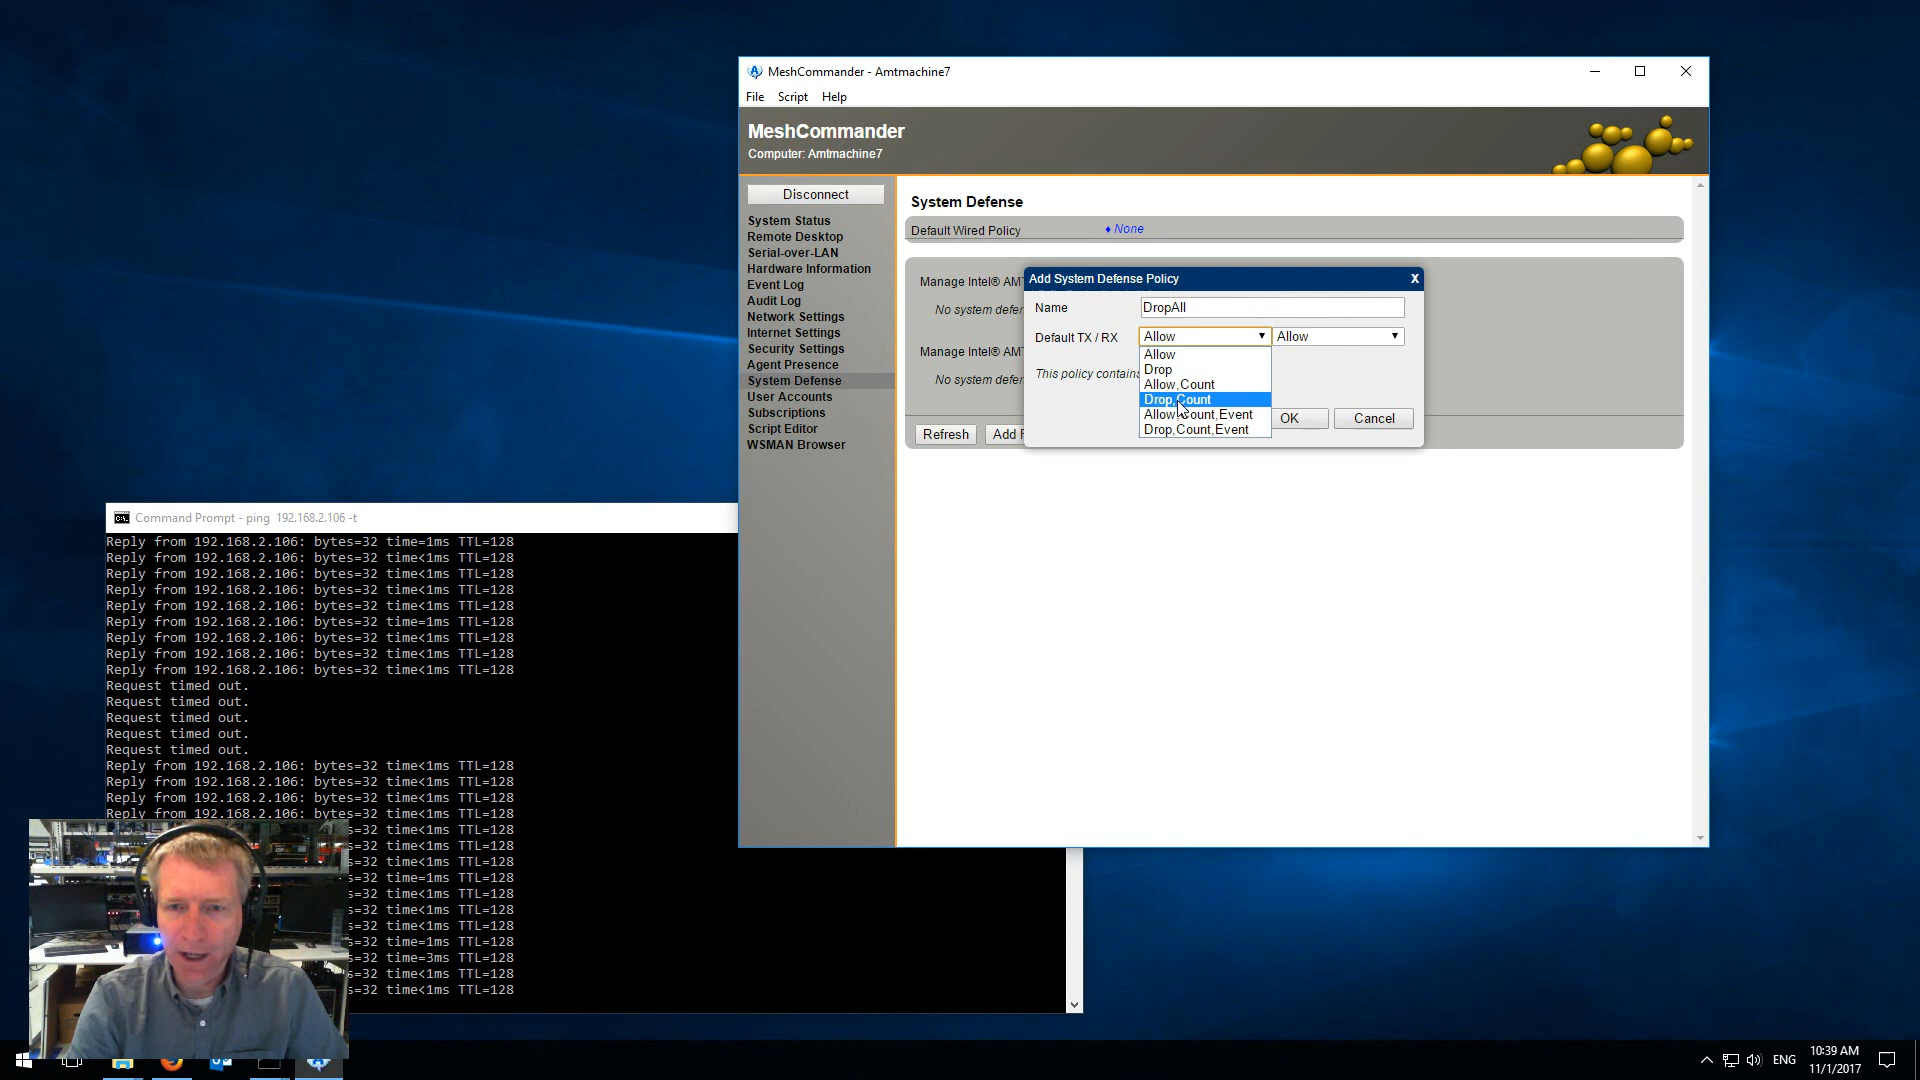 MeshCommander - Amtmachine7
File Script Help
MeshCommander
Computer: Amtmachine7
Disconnect
System Status
Remote Desktop
Serial-over-LAN
Hardware Information
Event Log
Audit Log
Network Settings
Internet Settings
Security Settings
Agent Presence
System Defense
User Accounts
Subscriptions
Script Editor
WSMAN Browser
System Defense
Default Wired Policy ♦ None
Manage Intel® AMT
No system defen
Manage Intel® AMT
No system defen
Refresh
Add
Add System Defense Policy X
Name DropAll
Default TX / RX Allow Allow
Allow
Drop
Allow,Count
Drop,Count
Allow,Count,Event
Drop,Count,Event
This policy contains
OK Cancel
Command Prompt - ping 192.168.2.106 -t
Reply from 192.168.2.106: bytes=32 time=1ms TTL=128
Reply from 192.168.2.106: bytes=32 time<1ms TTL=128
Reply from 192.168.2.106: bytes=32 time<1ms TTL=128
Reply from 192.168.2.106: bytes=32 time<1ms TTL=128
Reply from 192.168.2.106: bytes=32 time<1ms TTL=128
Reply from 192.168.2.106: bytes=32 time=1ms TTL=128
Reply from 192.168.2.106: bytes=32 time<1ms TTL=128
Reply from 192.168.2.106: bytes=32 time<1ms TTL=128
Reply from 192.168.2.106: bytes=32 time<1ms TTL=128
Request timed out.
Request timed out.
Request timed out.
Request timed out.
Request timed out.
Reply from 192.168.2.106: bytes=32 time<1ms TTL=128
Reply from 192.168.2.106: bytes=32 time<1ms TTL=128
Reply from 192.168.2.106: bytes=32 time<1ms TTL=128
Reply from 192.168.2.106: bytes=32 time<1ms TTL=128
s=32 time<1ms TTL=128
s=32 time<1ms TTL=128
s=32 time<1ms TTL=128
s=32 time=1ms TTL=128
s=32 time<1ms TTL=128
s=32 time<1ms TTL=128
s=32 time<1ms TTL=128
s=32 time=1ms TTL=128
s=32 time=3ms TTL=128
s=32 time<1ms TTL=128
s=32 time<1ms TTL=128
ENG
10:39 AM
11/1/2017